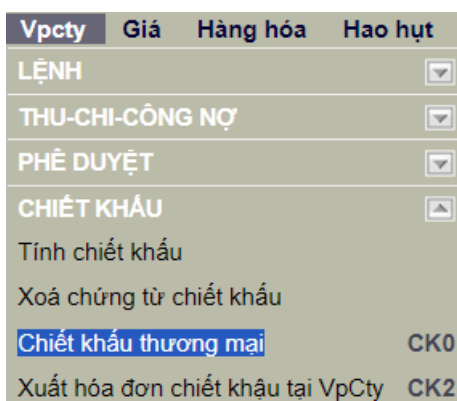 Vpcty Giá Hàng hóa Hao hụt
LỆNH
THU-CHI-CÔNG NỢ
PHÊ DUYỆT
CHIẾT KHẤU
Tính chiết khấu
Xoá chứng từ chiết khấu
Chiết khấu thương mại CK0
Xuất hóa đơn chiết khậu tại VpCty CK2